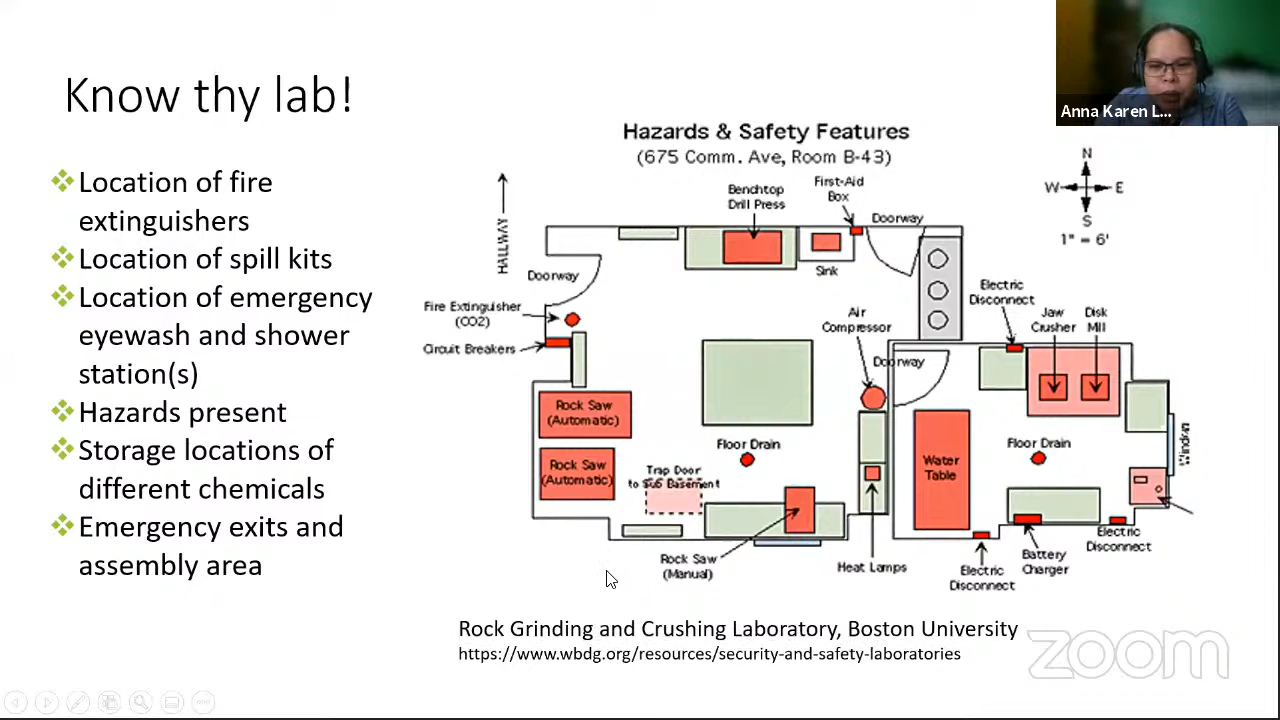 Know thy lab!
Anna Karen L...
Location of fire
extinguishers
Location of spill kits
Location of emergency
eyewash and shower
station(s)
Hazards present
Storage locations of
different chemicals
Emergency exits and
assembly area
Hazards & Safety Features
(675 Comm. Ave, Room B-43)
N
W
E
S
1" = 6'
HALLWAY
Benchtop
Drill Press
First-Aid
Box
Doorway
Sink
Doorway
Fire Extinguisher
(CO2)
Circuit Breakers
Electric
Disconnect
Air
Compressor
Jaw
Crusher
Disk
Mill
Doorway
Rock Saw
(Automatic)
Rock Saw
(Automatic)
Floor Drain
Trap Door
to Sub Basement
Water
Table
Floor Drain
Window
Rock Saw
(Manual)
Heat Lamps
Electric
Disconnect
Battery
Charger
Electric
Disconnect
Rock Grinding and Crushing Laboratory, Boston University
https://www.wbdg.org/resources/security-and-safety-laboratories
zoom